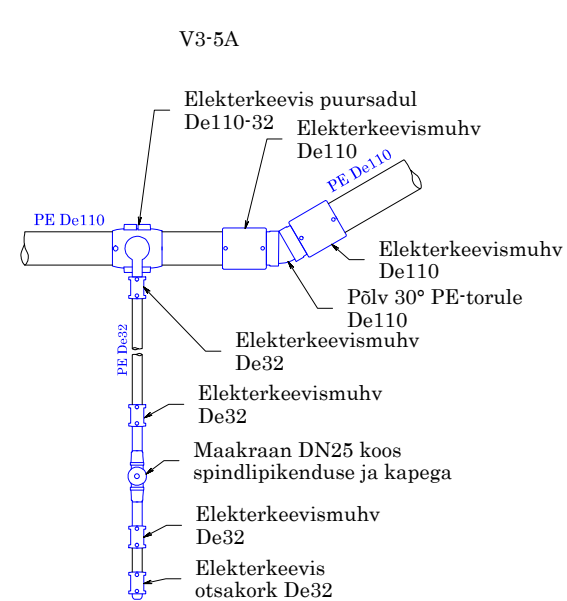 V3-5A
Elekterkeevis puursadul
De110-32
Elekterkeevismuhv
De110
PE De110
PE De110
Elekterkeevismuhv
De110
Põlv 30° PE-torule
De110
Elekterkeevismuhv
De32
PE De32
Elekterkeevismuhv
De32
Maakraan DN25 koos
spindlipikenduse ja kapega
Elekterkeevismuhv
De32
Elekterkeevis
otsakork De32